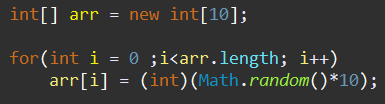 int[] arr = new int[10];
for(int i = 0 ;i<arr.length; i++)
arr[i] = (int)(Math.random()*10);